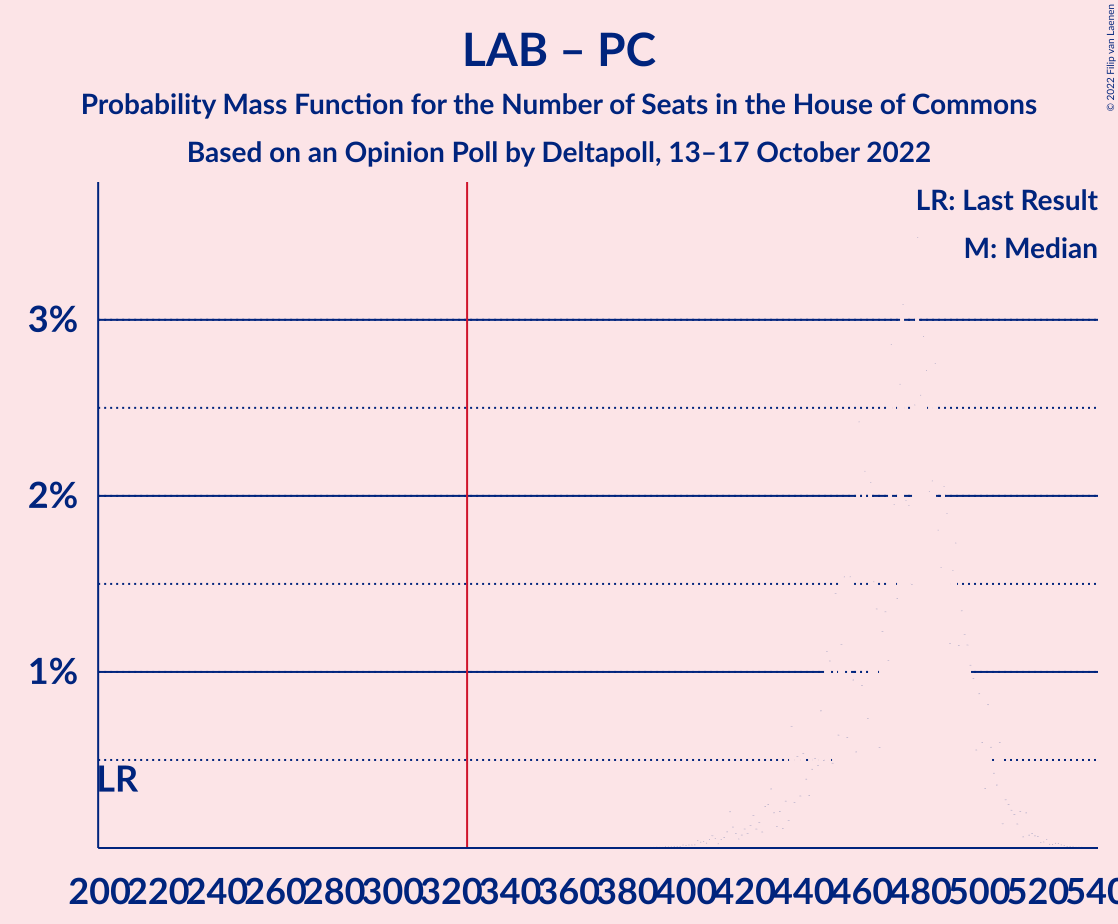 LAB – PC
Probability Mass Function for the Number of Seats in the House of Commons
Based on an Opinion Poll by Deltapoll, 13–17 October 2022
© 2022 Filip van Laenen
LR: Last Result
M: Median
3%
2%
1%
LR
200 220 240 260 280 300 320 340 360 380 400 420 440 460 480 500 520 540